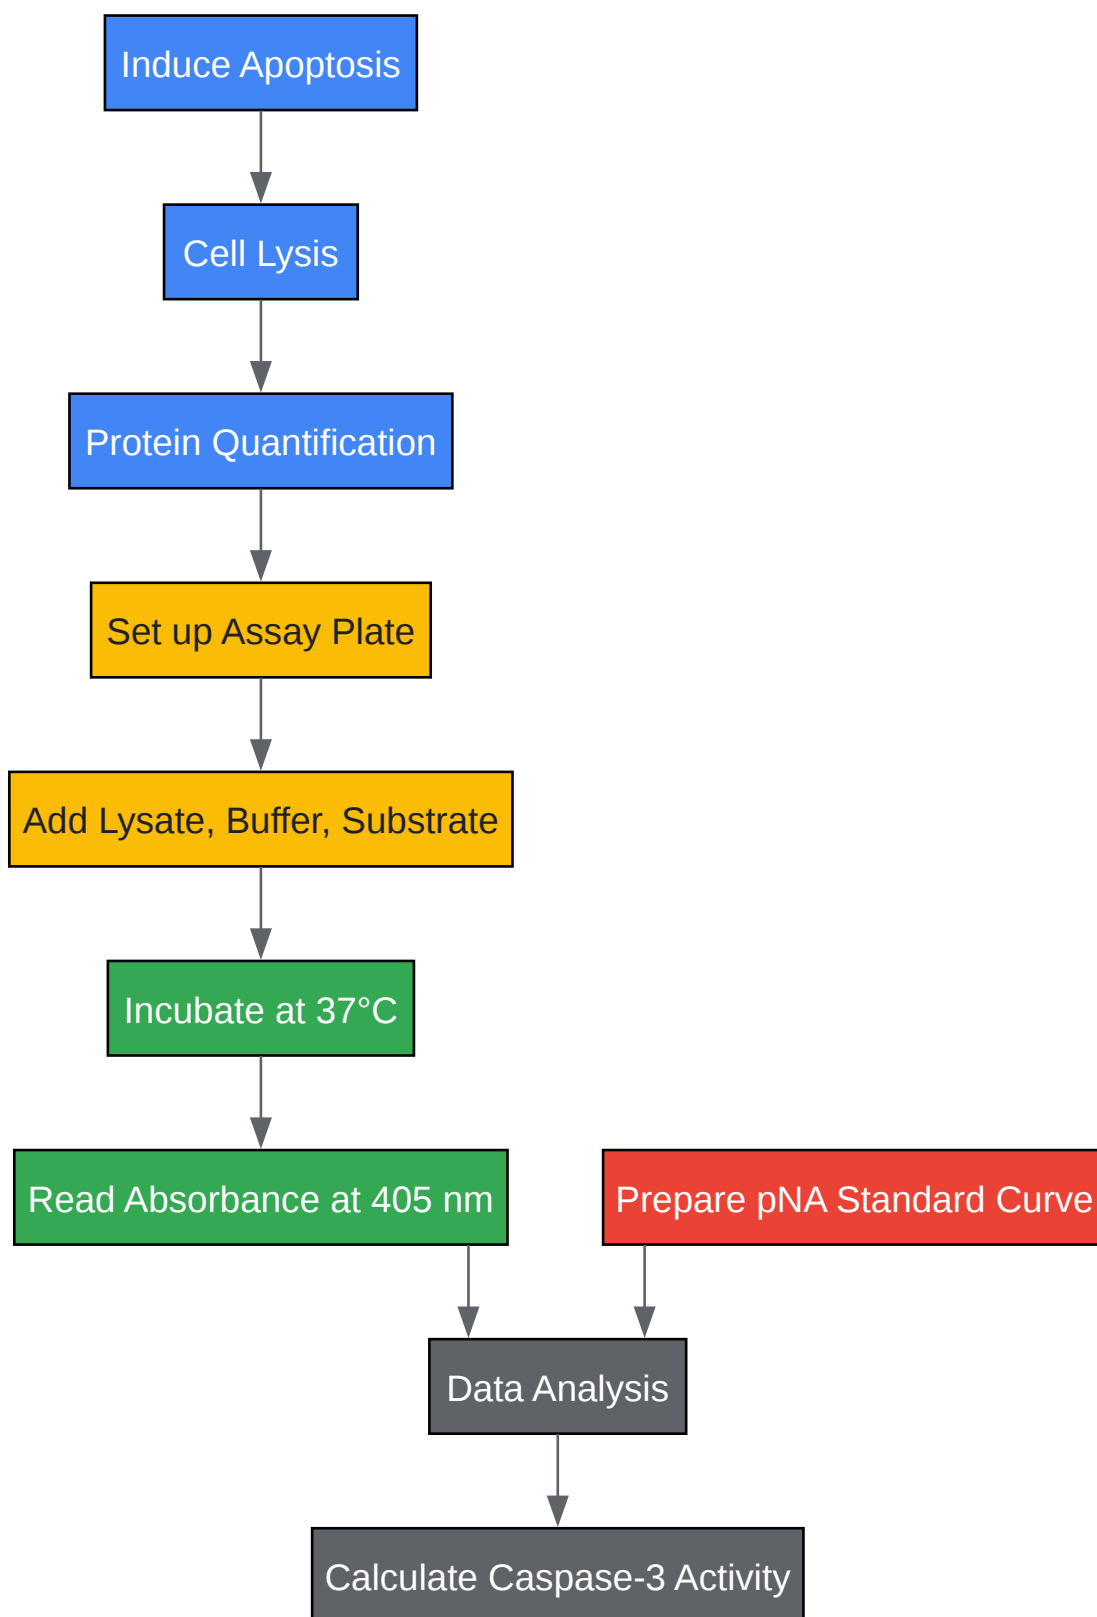 Induce Apoptosis
Cell Lysis
Protein Quantification
Set up Assay Plate
Add Lysate, Buffer, Substrate
Incubate at 37°C
Read Absorbance at 405 nm
Prepare pNA Standard Curve
Data Analysis
Calculate Caspase-3 Activity